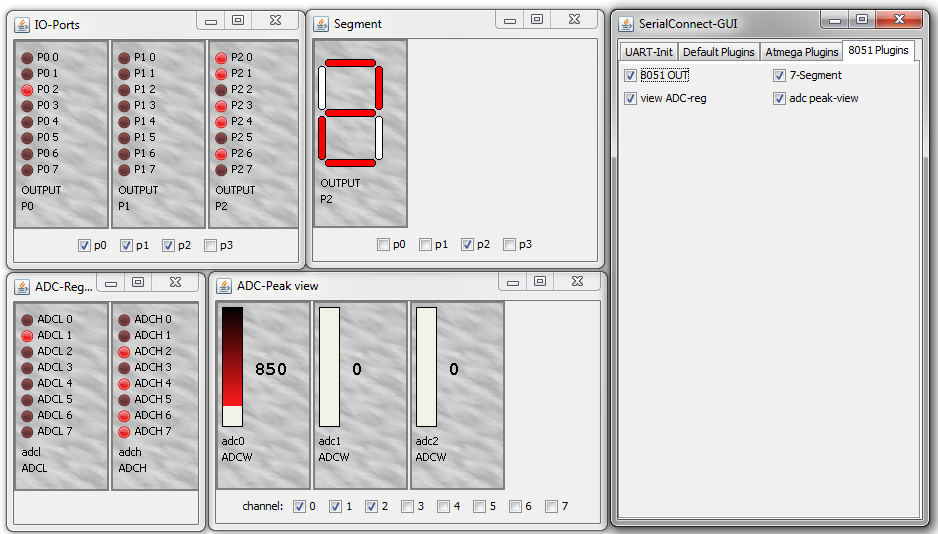 IO-Ports
P0 0
P0 1
P0 2
P0 3
P0 4
P0 5
P0 6
P0 7
OUTPUT
P0
P1 0
P1 1
P1 2
P1 3
P1 4
P1 5
P1 6
P1 7
OUTPUT
P1
P2 0
P2 1
P2 2
P2 3
P2 4
P2 5
P2 6
P2 7
OUTPUT
P2
p0 p1 p2 p3
Segment
2
OUTPUT
P2
p0 p1 p2 p3
SerialConnect-GUI
UART-Init Default Plugins Atmega Plugins 8051 Plugins
8051 OUT 7-Segment
view ADC-reg adc peak-view
ADC-Reg...
ADCL 0
ADCL 1
ADCL 2
ADCL 3
ADCL 4
ADCL 5
ADCL 6
ADCL 7
adcl
ADCL
ADCH 0
ADCH 1
ADCH 2
ADCH 3
ADCH 4
ADCH 5
ADCH 6
ADCH 7
adch
ADCH
ADC-Peak view
850 0 0
adc0 adc1 adc2
ADCW ADCW ADCW
channel: 0 1 2 3 4 5 6 7